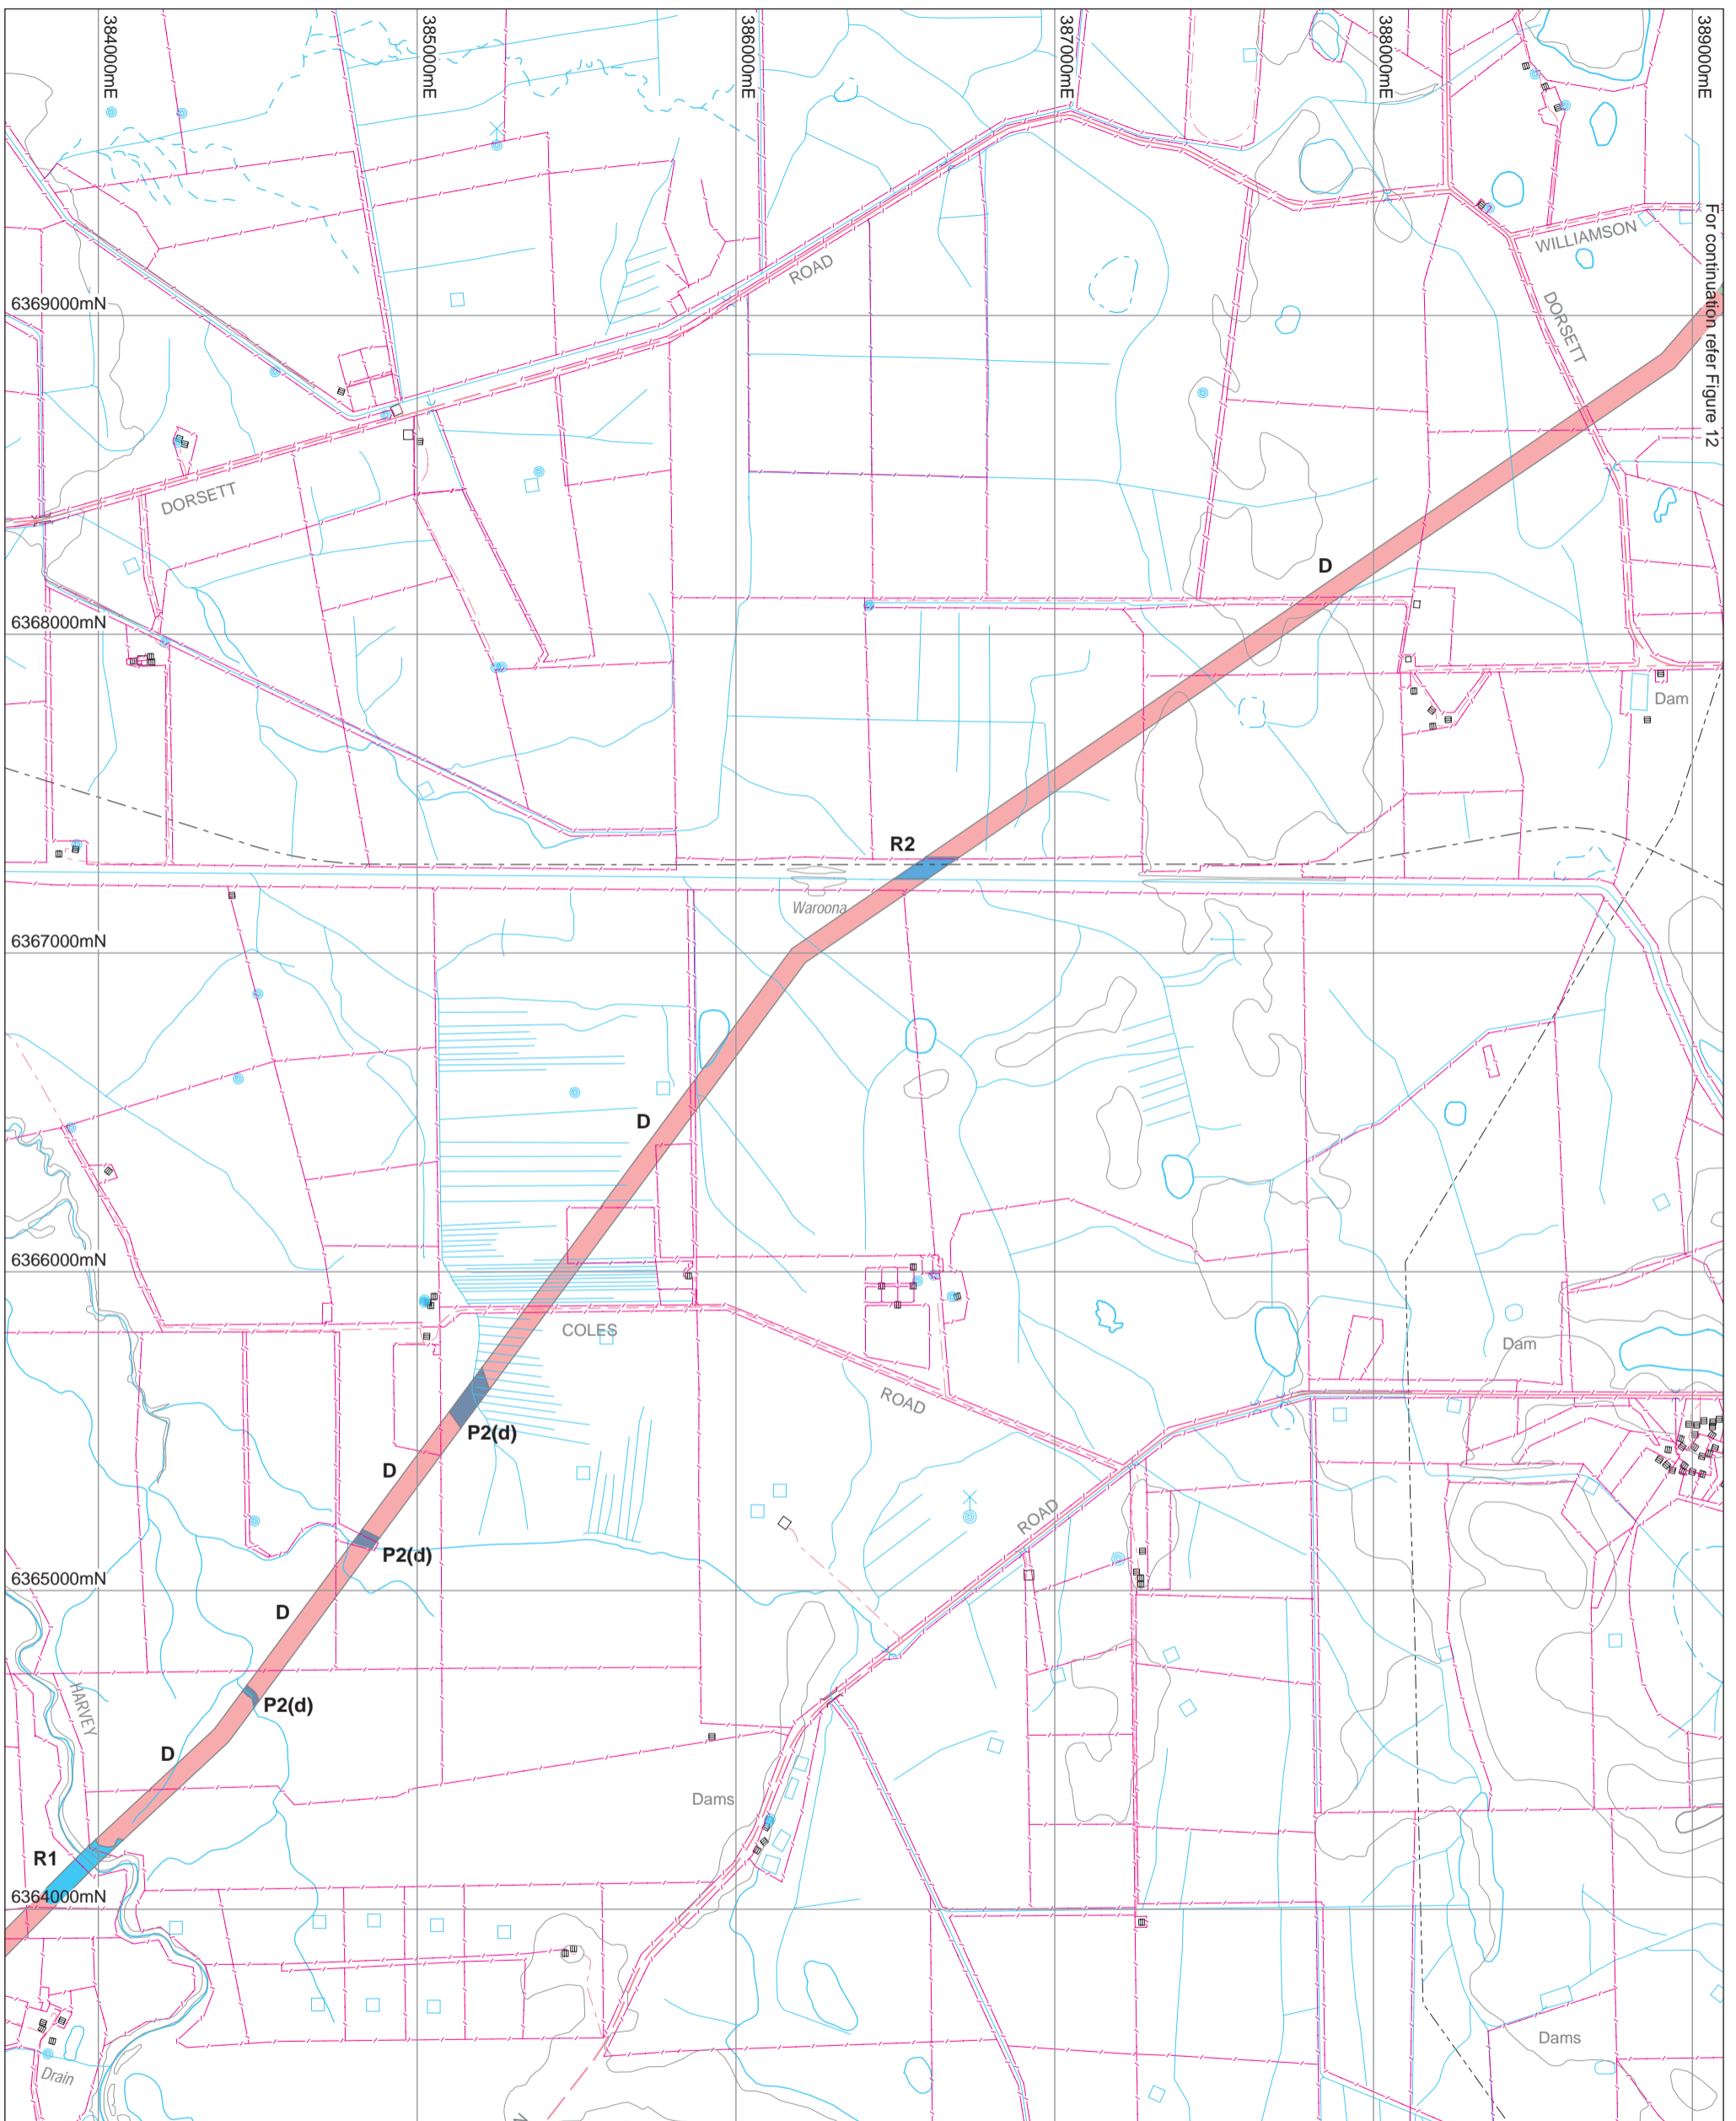 384000mE
385000mE
386000mE
387000mE
388000mE
389000mE
For continuation refer Figure 12
WILLIAMSON
ROAD
DORSETT
6369000mN
DORSETT
D
6368000mN
Dam
R2
Waroona
6367000mN
D
6366000mN
COLES
Dam
ROAD
P2(d)
D
ROAD
P2(d)
6365000mN
D
HARVEY
P2(d)
D
Dams
R1
6364000mN
Dams
Drain